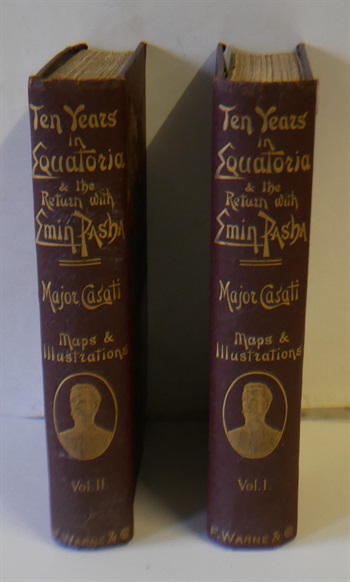 Ten Years
in
Equatoria
& the
Return with
Emin Pasha
Major Casati
Maps &
Illustrations
Vol. II.
F. Warne & Co
Ten Years
in
Equatoria
& the
Return with
Emin Pasha
Major Casati
Maps &
Illustrations
Vol. I.
F. Warne & Co